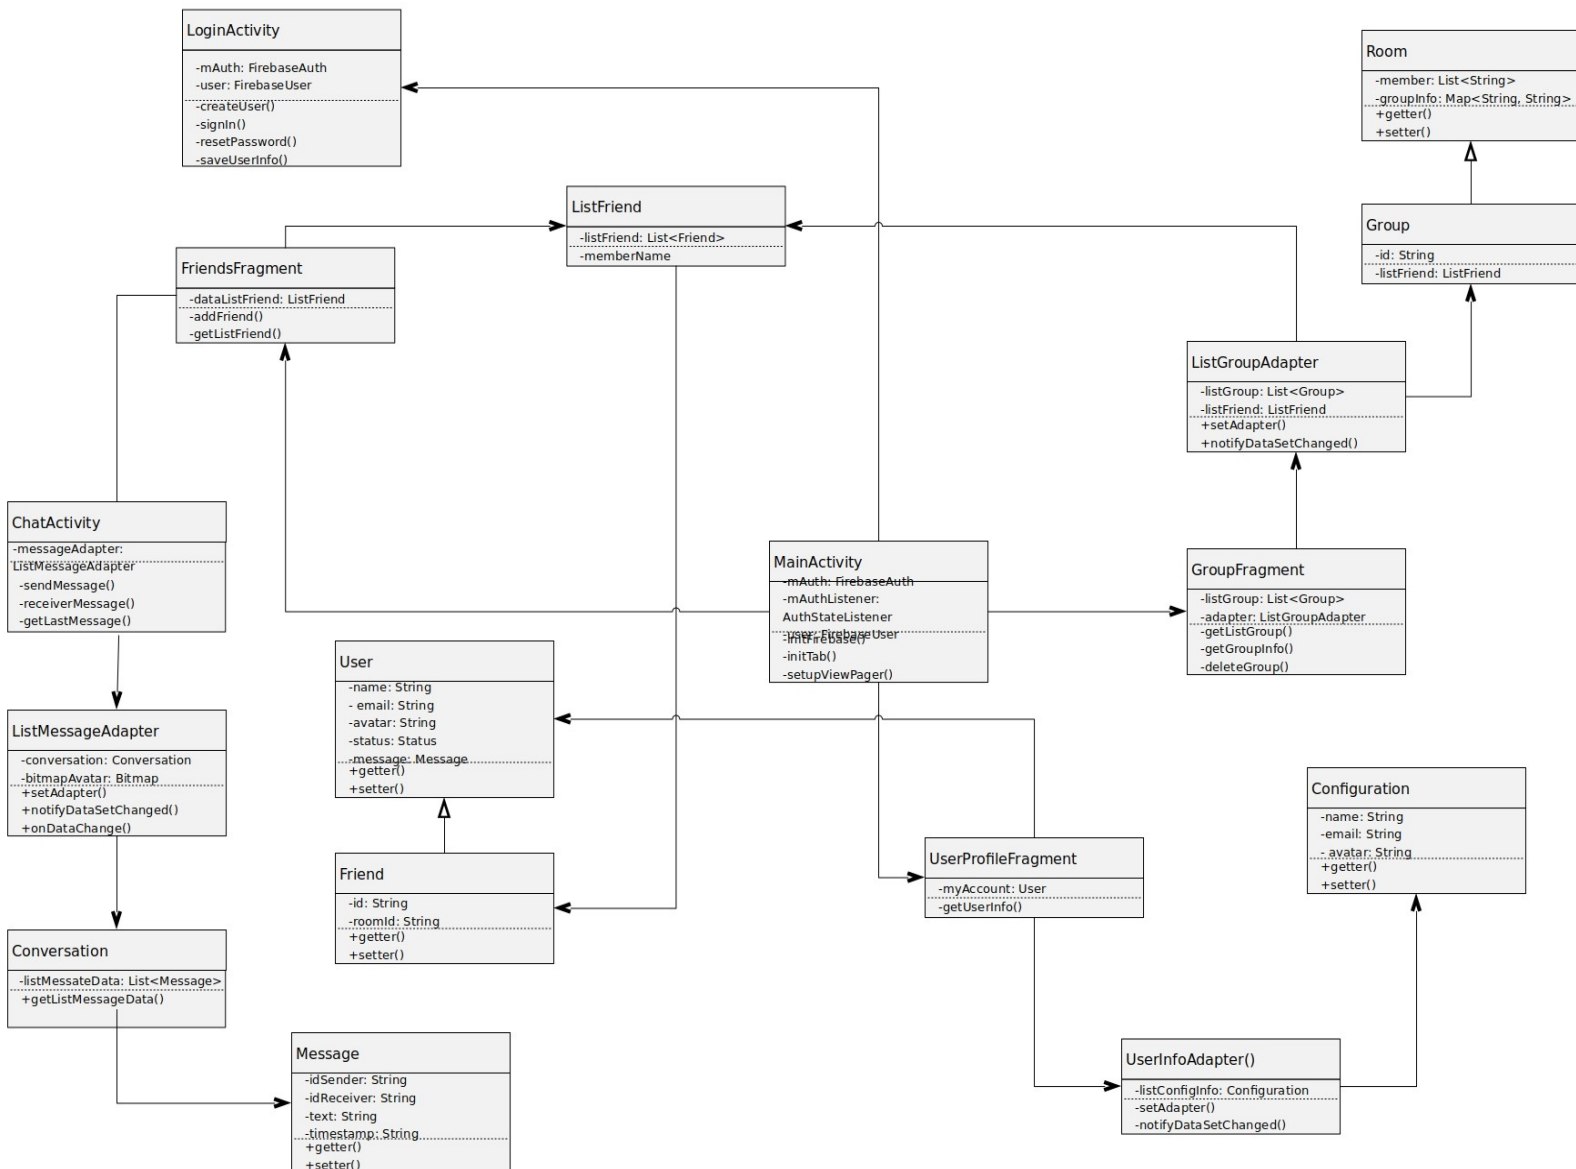 LoginActivity
-mAuth: FirebaseAuth
-user: FirebaseUser
-createUser()
-signIn()
-resetPassword()
-saveUserInfo()
Room
-member: List<String>
-groupInfo: Map<String, String>
+getter()
+setter()
ListFriend
-listFriend: List<Friend>
-memberName
Group
-id: String
-listFriend: ListFriend
FriendsFragment
-dataListFriend: ListFriend
-addFriend()
-getListFriend()
ListGroupAdapter
-listGroup: List<Group>
-listFriend: ListFriend
+setAdapter()
+notifyDataSetChanged()
ChatActivity
-messageAdapter:
ListMessageAdapter
-sendMessage()
-receiverMessage()
-getLastMessage()
MainActivity
-mAuth: FirebaseAuth
-mAuthListener:
AuthStateListener
-user: FirebaseUser
-initFirebase()
-initTab()
-setupViewPager()
GroupFragment
-listGroup: List<Group>
-adapter: ListGroupAdapter
-getListGroup()
-getGroupInfo()
-deleteGroup()
User
-name: String
- email: String
-avatar: String
-status: Status
-message: Message
+getter()
+setter()
ListMessageAdapter
-conversation: Conversation
-bitmapAvatar: Bitmap
+setAdapter()
+notifyDataSetChanged()
+onDataChange()
Configuration
-name: String
-email: String
- avatar: String
+getter()
+setter()
UserProfileFragment
-myAccount: User
-getUserInfo()
Friend
-id: String
-roomId: String
+getter()
+setter()
Conversation
-listMessateData: List<Message>
+getListMessageData()
Message
-idSender: String
-idReceiver: String
-text: String
-timestamp: String
+getter()
+setter()
UserInfoAdapter()
-listConfigInfo: Configuration
-setAdapter()
-notifyDataSetChanged()